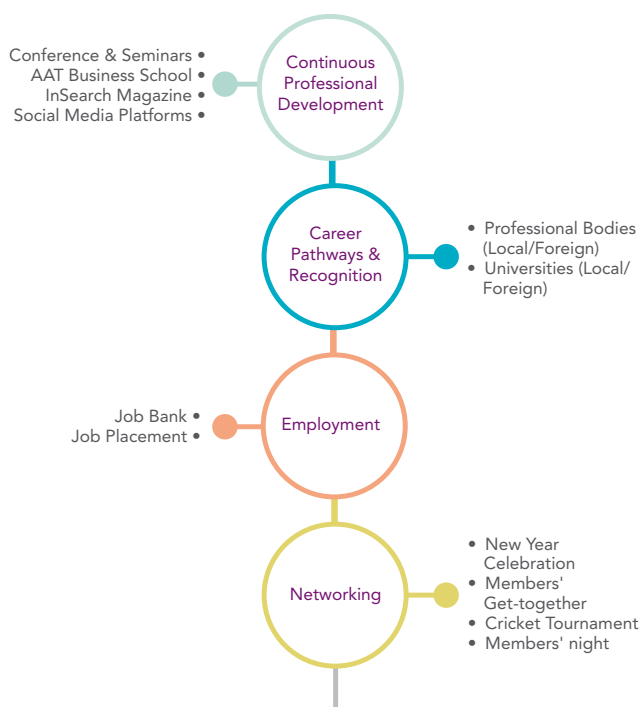 Conference & Seminars •
AAT Business School •
InSearch Magazine •
Social Media Platforms •
Continuous
Professional
Development
Career
Pathways &
Recognition
• Professional Bodies
(Local/Foreign)
• Universities (Local/
Foreign)
Job Bank •
Job Placement •
Employment
Networking
• New Year
Celebration
• Members'
Get-together
• Cricket Tournament
• Members' night